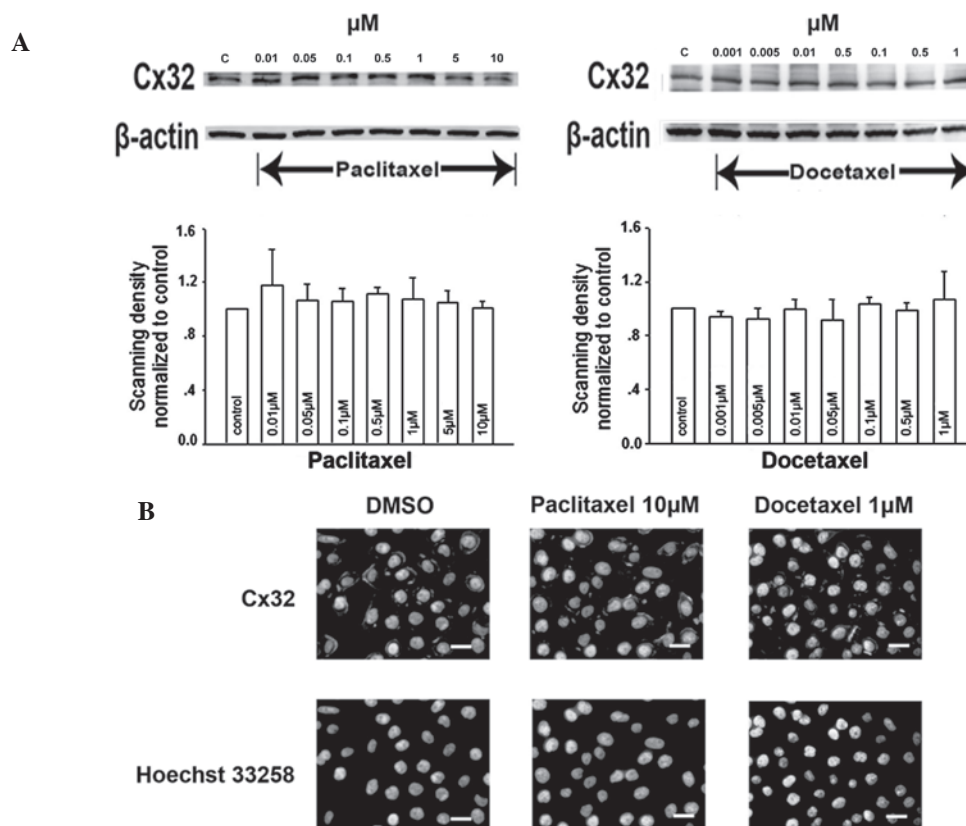 A
µM
C 0.01 0.05 0.1 0.5 1 5 10
Cx32
β-actin
Paclitaxel
µM
C 0.001 0.005 0.01 0.5 0.1 0.5 1
Cx32
β-actin
Docetaxel
Scanning density
normalized to control
1.6
1.2
.8
.4
0.0
control
0.01µM
0.05µM
0.1µM
0.5µM
1µM
5µM
10µM
Paclitaxel
Scanning density
normalized to control
1.6
1.2
.8
.4
0.0
control
0.001µM
0.005µM
0.01µM
0.05µM
0.1µM
0.5µM
1µM
Docetaxel
B
DMSO Paclitaxel 10µM Docetaxel 1µM
Cx32
Hoechst 33258